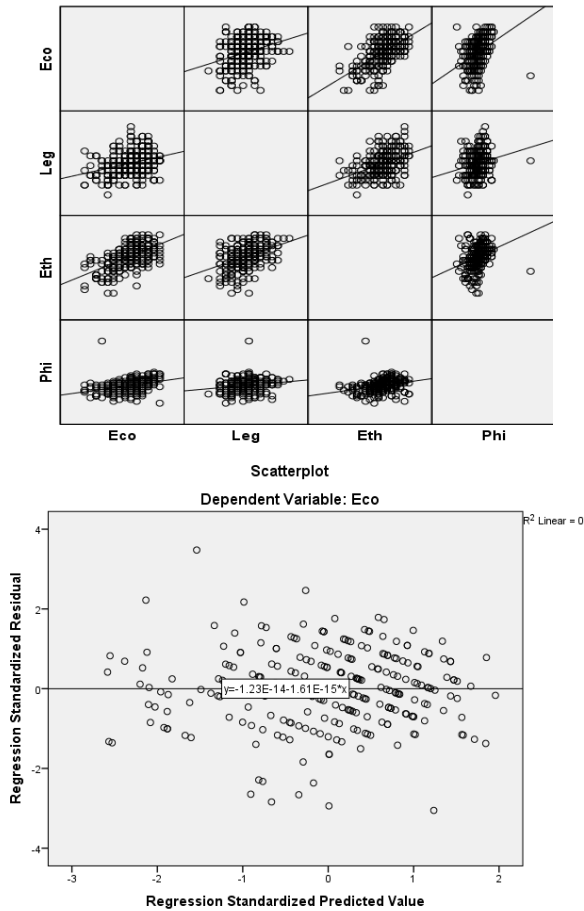 Eco
Leg
Eth
Phi
Eco Leg Eth Phi
Scatterplot
Dependent Variable: Eco
R² Linear = 0
Regression Standardized Residual
4
2
0
-2
-4
y=-1.23E-14-1.61E-15*x
-3 -2 -1 0 1 2
Regression Standardized Predicted Value